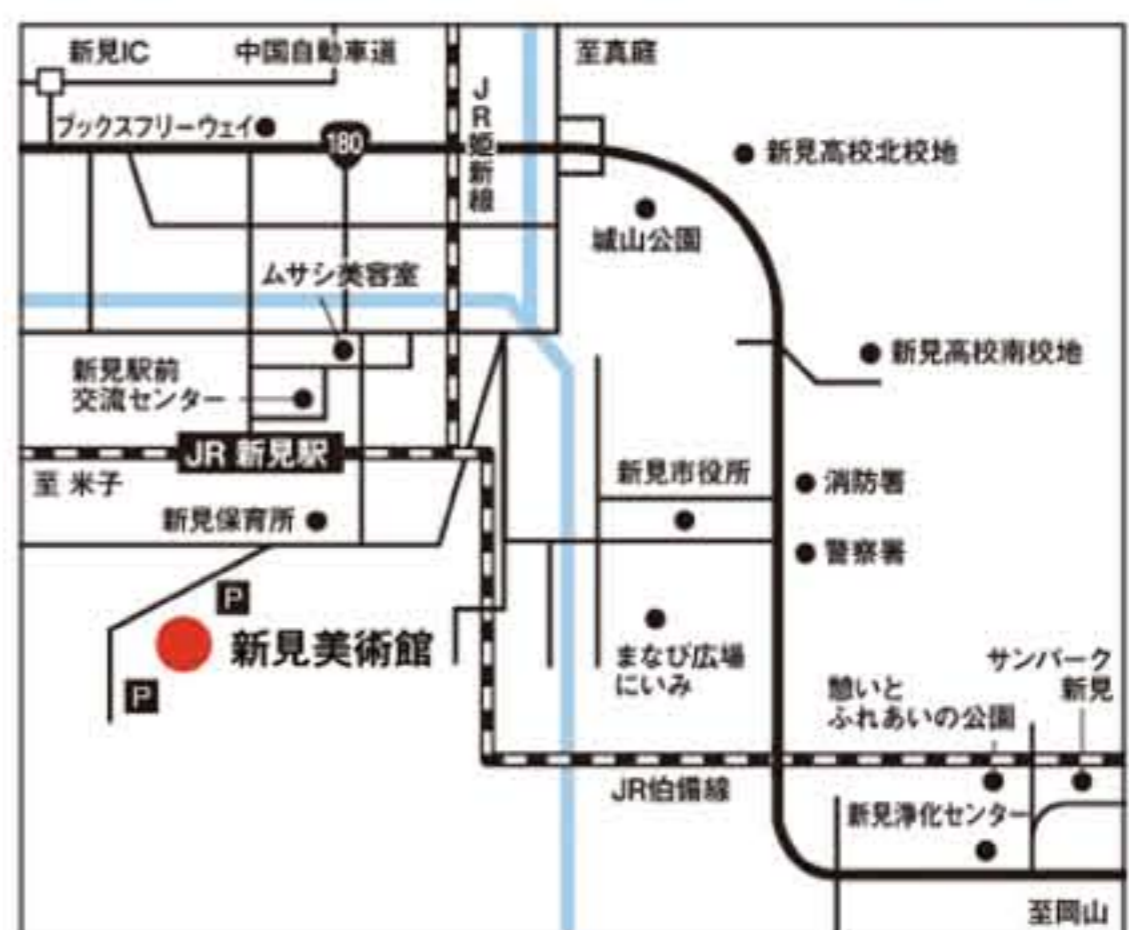 新見IC
中国自動車道
至真庭
ブックスフリーウェイ
180
JR姫新線
新見高校北校地
城山公園
ムサシ美容室
新見高校南校地
新見駅前
交流センター
JR 新見駅
至 米子
新見市役所
消防署
新見保育所
警察署
P
新見美術館
P
まなび広場
にいみ
サンパーク
新見
憩いと
ふれあいの公園
JR伯備線
新見浄化センター
至岡山